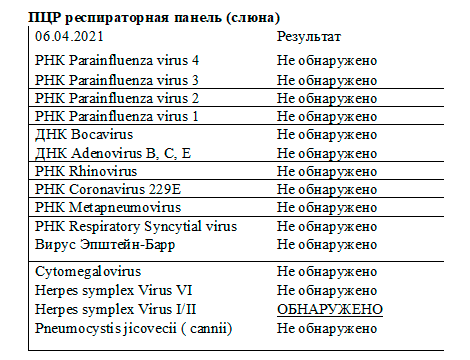 ПЦР респираторная панель (слюна)
06.04.2021 Результат
РНК Parainfluenza virus 4 Не обнаружено
РНК Parainfluenza virus 3 Не обнаружено
РНК Parainfluenza virus 2 Не обнаружено
РНК Parainfluenza virus 1 Не обнаружено
ДНК Bocavirus Не обнаружено
ДНК Adenovirus B, C, E Не обнаружено
РНК Rhinovirus Не обнаружено
РНК Coronavirus 229E Не обнаружено
РНК Metapneumovirus Не обнаружено
РНК Respiratory Syncytial virus Не обнаружено
Вирус Эпштейн-Барр Не обнаружено
Cytomegalovirus Не обнаружено
Herpes symplex Virus VI Не обнаружено
Herpes symplex Virus I/II ОБНАРУЖЕНО
Pneumocystis jicovecii ( cannii) Не обнаружено